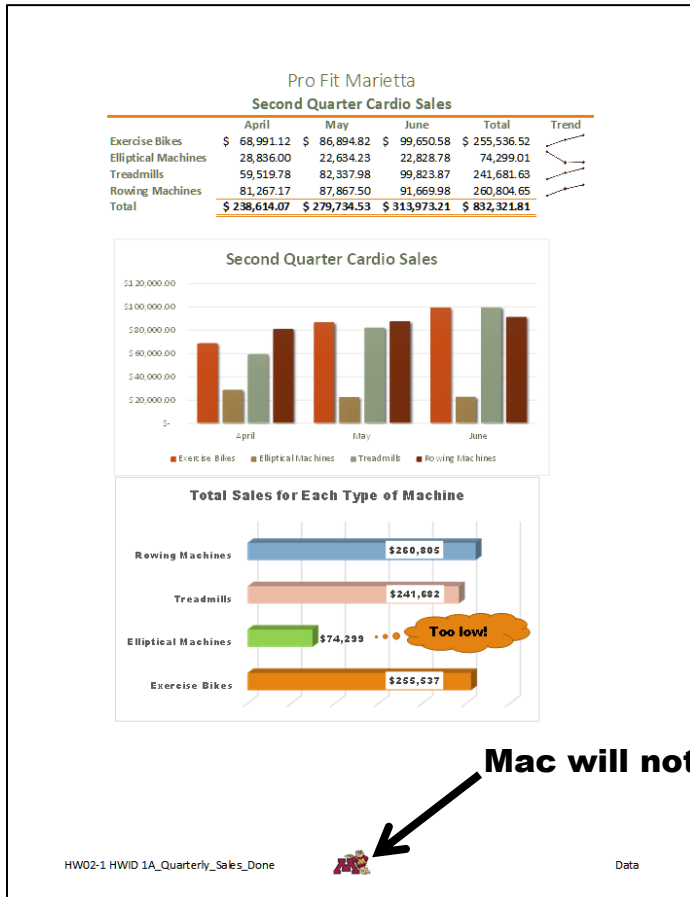 Pro Fit Marietta
Second Quarter Cardio Sales
April May June Total Trend
Exercise Bikes $ 68,991.12 $ 86,894.82 $ 99,650.58 $ 255,536.52
Elliptical Machines 28,836.00 22,634.23 22,828.78 74,299.01
Treadmills 59,519.78 82,337.98 99,823.87 241,681.63
Rowing Machines 81,267.17 87,867.50 91,669.98 260,804.65
Total $ 238,614.07 $ 279,734.53 $ 313,973.21 $ 832,321.81
Second Quarter Cardio Sales
$120,000.00
$100,000.00
$80,000.00
$60,000.00
$40,000.00
$20,000.00
$-
April May June
Exercise Bikes Elliptical Machines Treadmills Rowing Machines
Total Sales for Each Type of Machine
Rowing Machines $260,805
Treadmills $241,682
Elliptical Machines $74,299 Too low!
Exercise Bikes $255,537
Mac will not
HW02-1 HWID 1A_Quarterly_Sales_Done Data